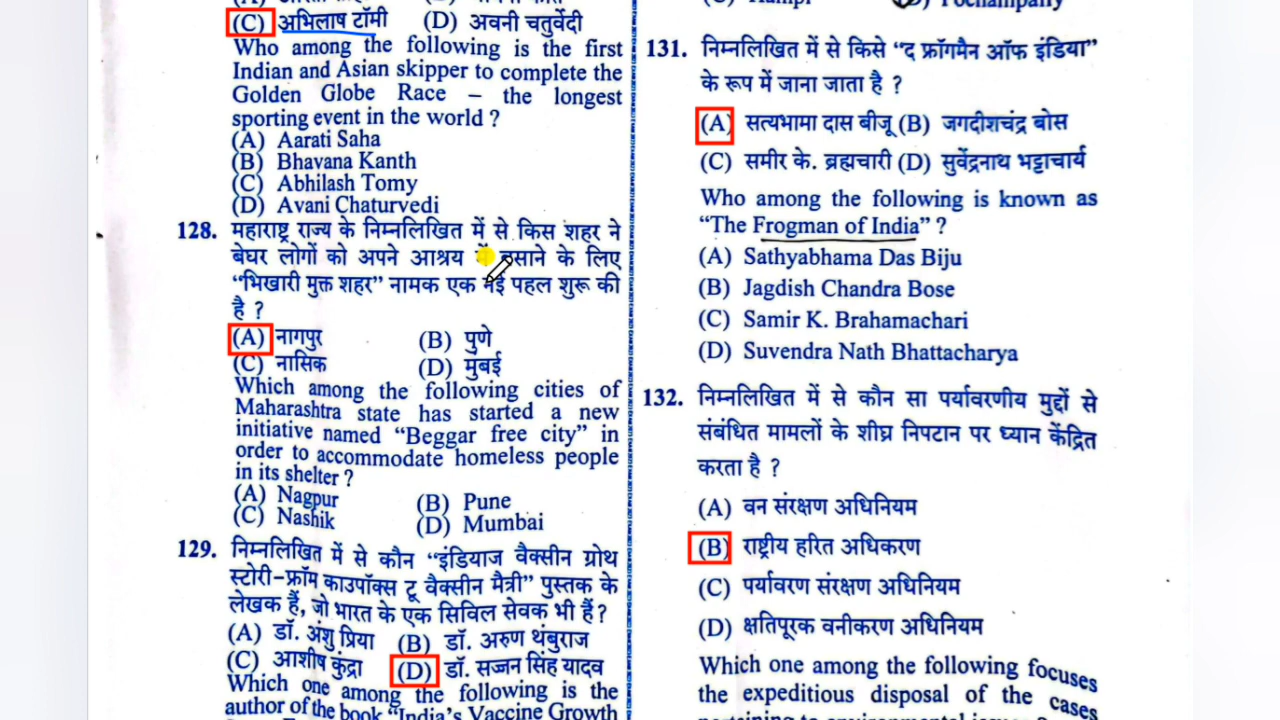 (C) अभिलाष टॉमी (D) अवनी चतुर्वेदी
Who among the following is the first
Indian and Asian skipper to complete the
Golden Globe Race – the longest
sporting event in the world ?
(A) Aarati Saha
(B) Bhavana Kanth
(C) Abhilash Tomy
(D) Avani Chaturvedi
128. महाराष्ट्र राज्य के निम्नलिखित में से किस शहर ने
बेघर लोगों को अपने आश्रय में बसाने के लिए
“भिखारी मुक्त शहर” नामक एक नई पहल शुरू की
है ?
(A) नागपुर (B) पुणे
(C) नासिक (D) मुंबई
Which among the following cities of
Maharashtra state has started a new
initiative named “Beggar free city” in
order to accommodate homeless people
in its shelter ?
(A) Nagpur (B) Pune
(C) Nashik (D) Mumbai
129. निम्नलिखित में से कौन “इंडियाज वैक्सीन ग्रोथ
स्टोरी-फ्रॉम काउपॉक्स टू वैक्सीन मैत्री” पुस्तक के
लेखक हैं, जो भारत के एक सिविल सेवक भी हैं?
(A) डॉ. अंशु प्रिया (B) डॉ. अरुण थंबुराज
(C) आशीष कुंद्रा (D) डॉ. सज्जन सिंह यादव
Which one among the following is the
author of the book “India's Vaccine Growth
131. निम्नलिखित में से किसे “द फ्रॉगमैन ऑफ इंडिया”
के रूप में जाना जाता है ?
(A) सत्यभामा दास बीजू (B) जगदीशचंद्र बोस
(C) समीर के. ब्रह्मचारी (D) सुवेंद्रनाथ भट्टाचार्य
Who among the following is known as
“The Frogman of India” ?
(A) Sathyabhama Das Biju
(B) Jagdish Chandra Bose
(C) Samir K. Brahamachari
(D) Suvendra Nath Bhattacharya
132. निम्नलिखित में से कौन सा पर्यावरणीय मुद्दों से
संबंधित मामलों के शीघ्र निपटान पर ध्यान केंद्रित
करता है ?
(A) वन संरक्षण अधिनियम
(B) राष्ट्रीय हरित अधिकरण
(C) पर्यावरण संरक्षण अधिनियम
(D) क्षतिपूरक वनीकरण अधिनियम
Which one among the following focuses
the expeditious disposal of the cases